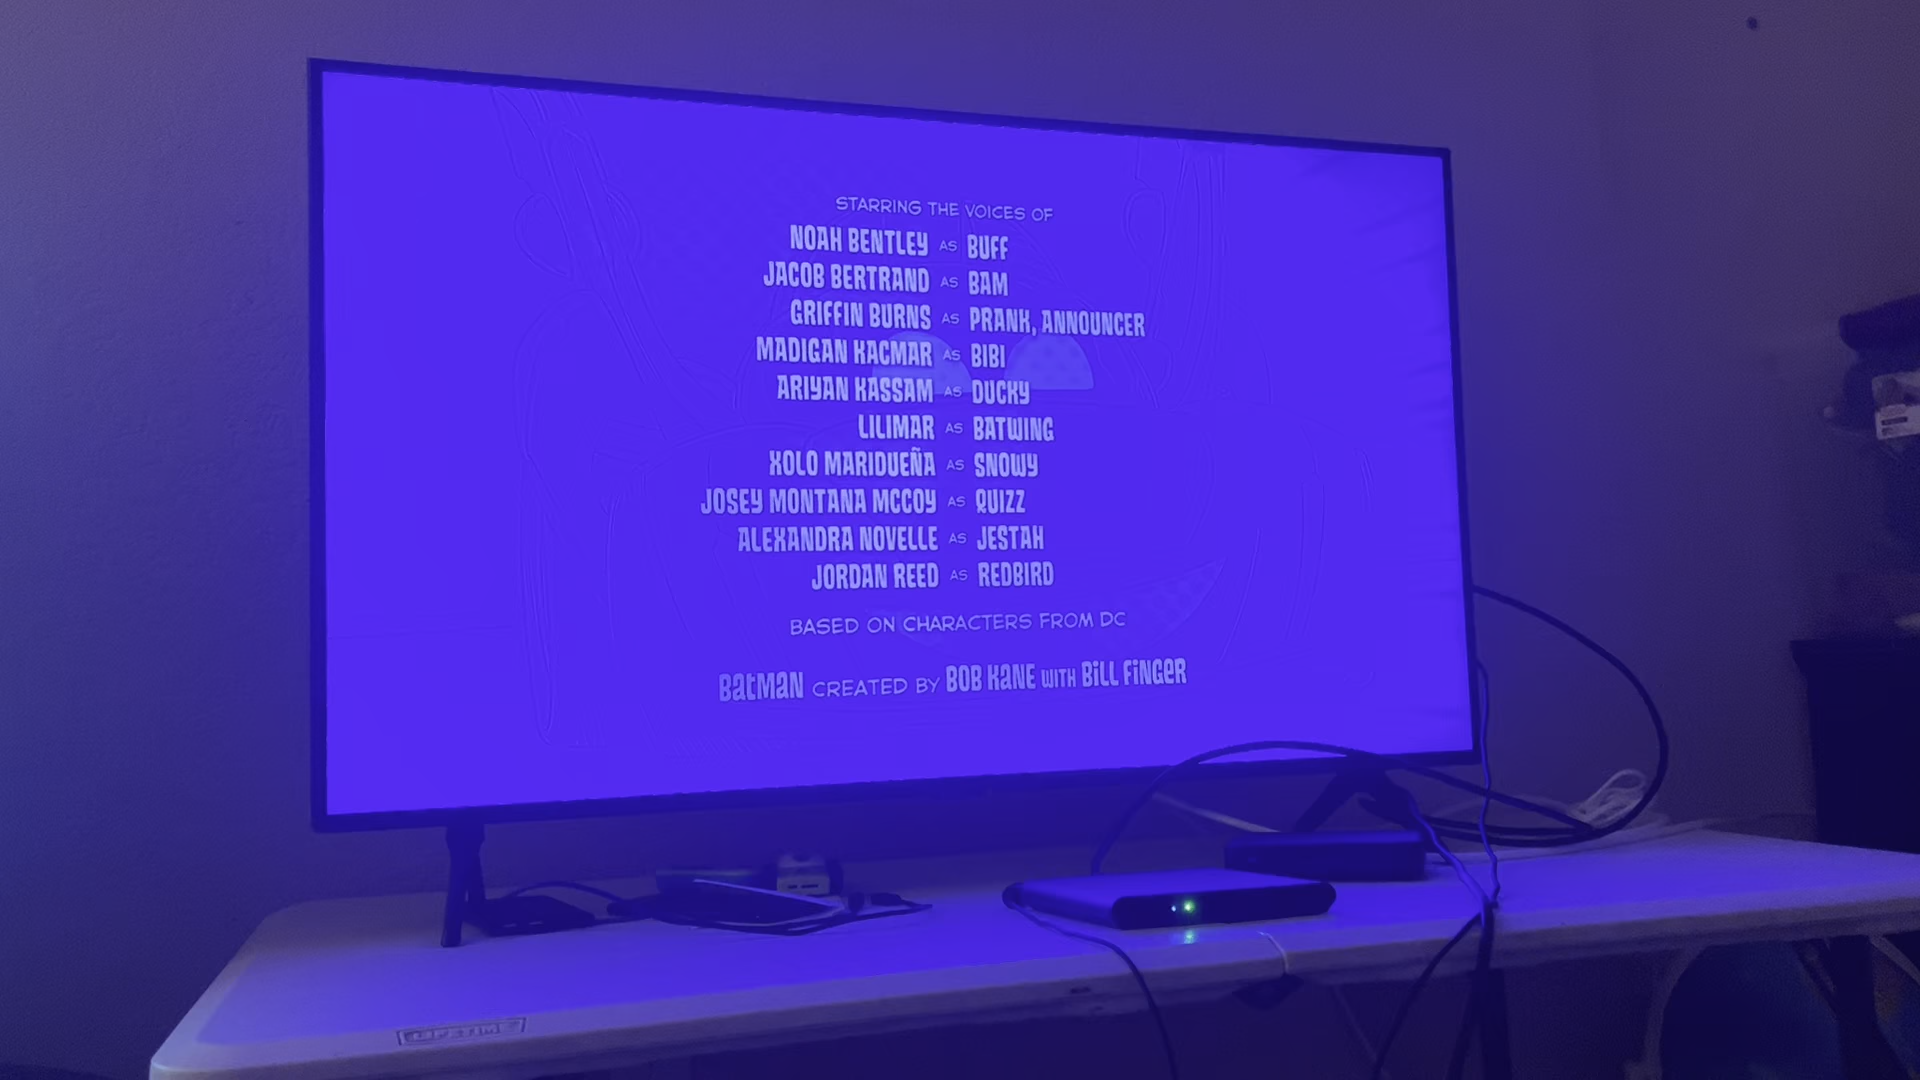 STARRING THE VOICES OF
NOAH BENTLEY AS BUFF
JACOB BERTRAND AS BAM
GRIFFIN BURNS AS PRANK, ANNOUNCER
MADIGAN KACMAR AS BIBI
ARIYAN KASSAM AS DUCKY
LILIMAR AS BATWING
XOLO MARIDUEÑA AS SNOWY
JOSEY MONTANA MCCOY AS QUIZZ
ALEXANDRA NOVELLE AS JESTAH
JORDAN REED AS REDBIRD
BASED ON CHARACTERS FROM DC
BATMAN CREATED BY BOB KANE WITH BILL FINGER
LIFETIME